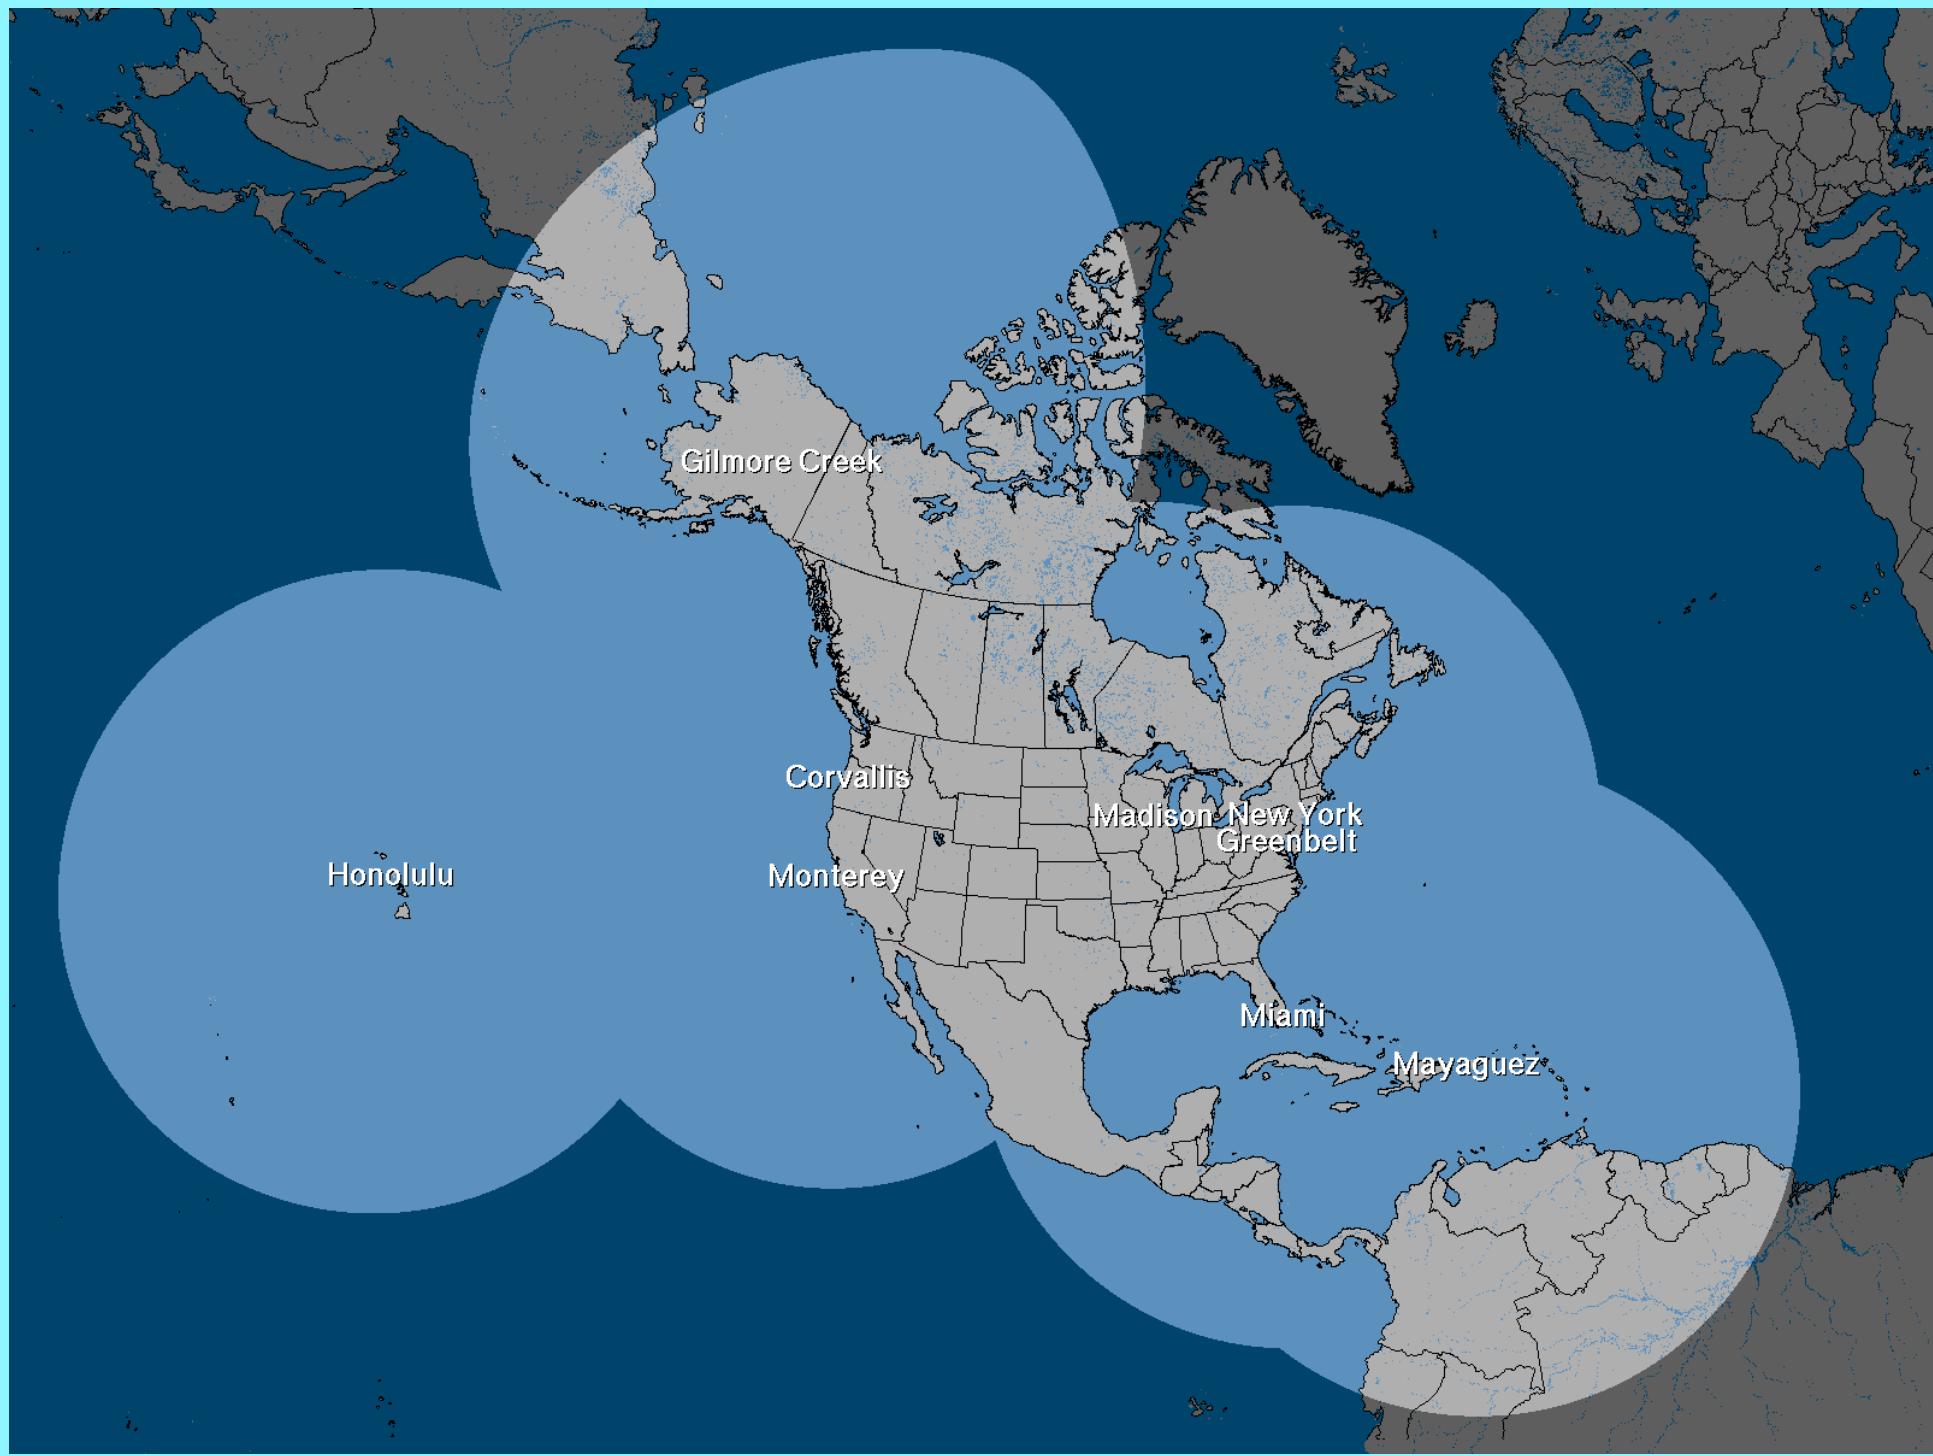 Gilmore Creek
Corvallis
Madison
New York
Greenbelt
Honolulu
Monterey
Miami
Mayaguez